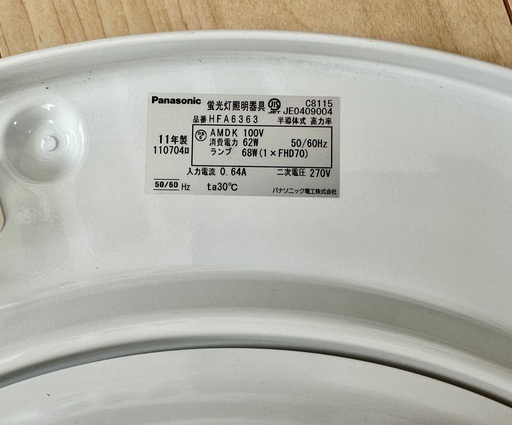 Panasonic 蛍光灯照明器具 C8115
JE0409004
品番 HFA6363 半導体式 高力率
11年製
110704
AMDK 100V
消費電力 62W 50/60Hz
ランプ 68W(1×FHD70)
入力電流 0.64A 二次電圧 270V
50/60 Hz ta30℃ パナソニック電工株式会社